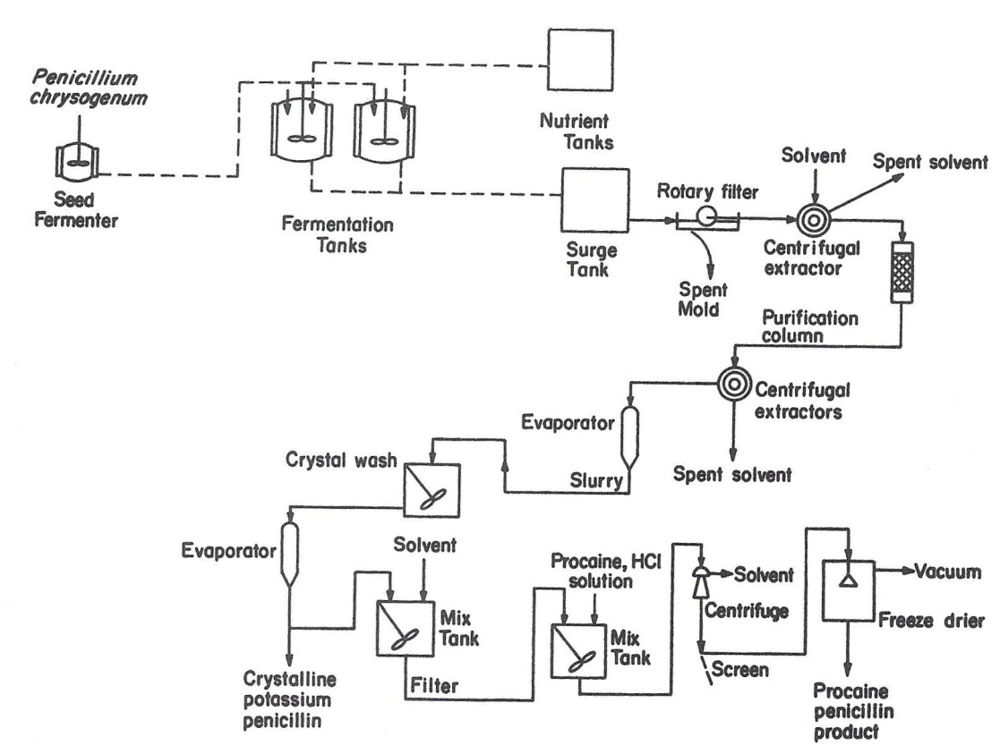 Penicillium
chrysogenum
Seed
Fermenter
Fermentation
Tanks
Nutrient
Tanks
Surge
Tank
Rotary filter
Spent
Mold
Solvent
Spent solvent
Centrifugal
extractor
Purification
column
Centrifugal
extractors
Spent solvent
Evaporator
Slurry
Crystal wash
Evaporator
Crystalline
potassium
penicillin
Solvent
Mix
Tank
Filter
Procaine, HCl
solution
Mix
Tank
Solvent
Centrifuge
Screen
Vacuum
Freeze drier
Procaine
penicillin
product